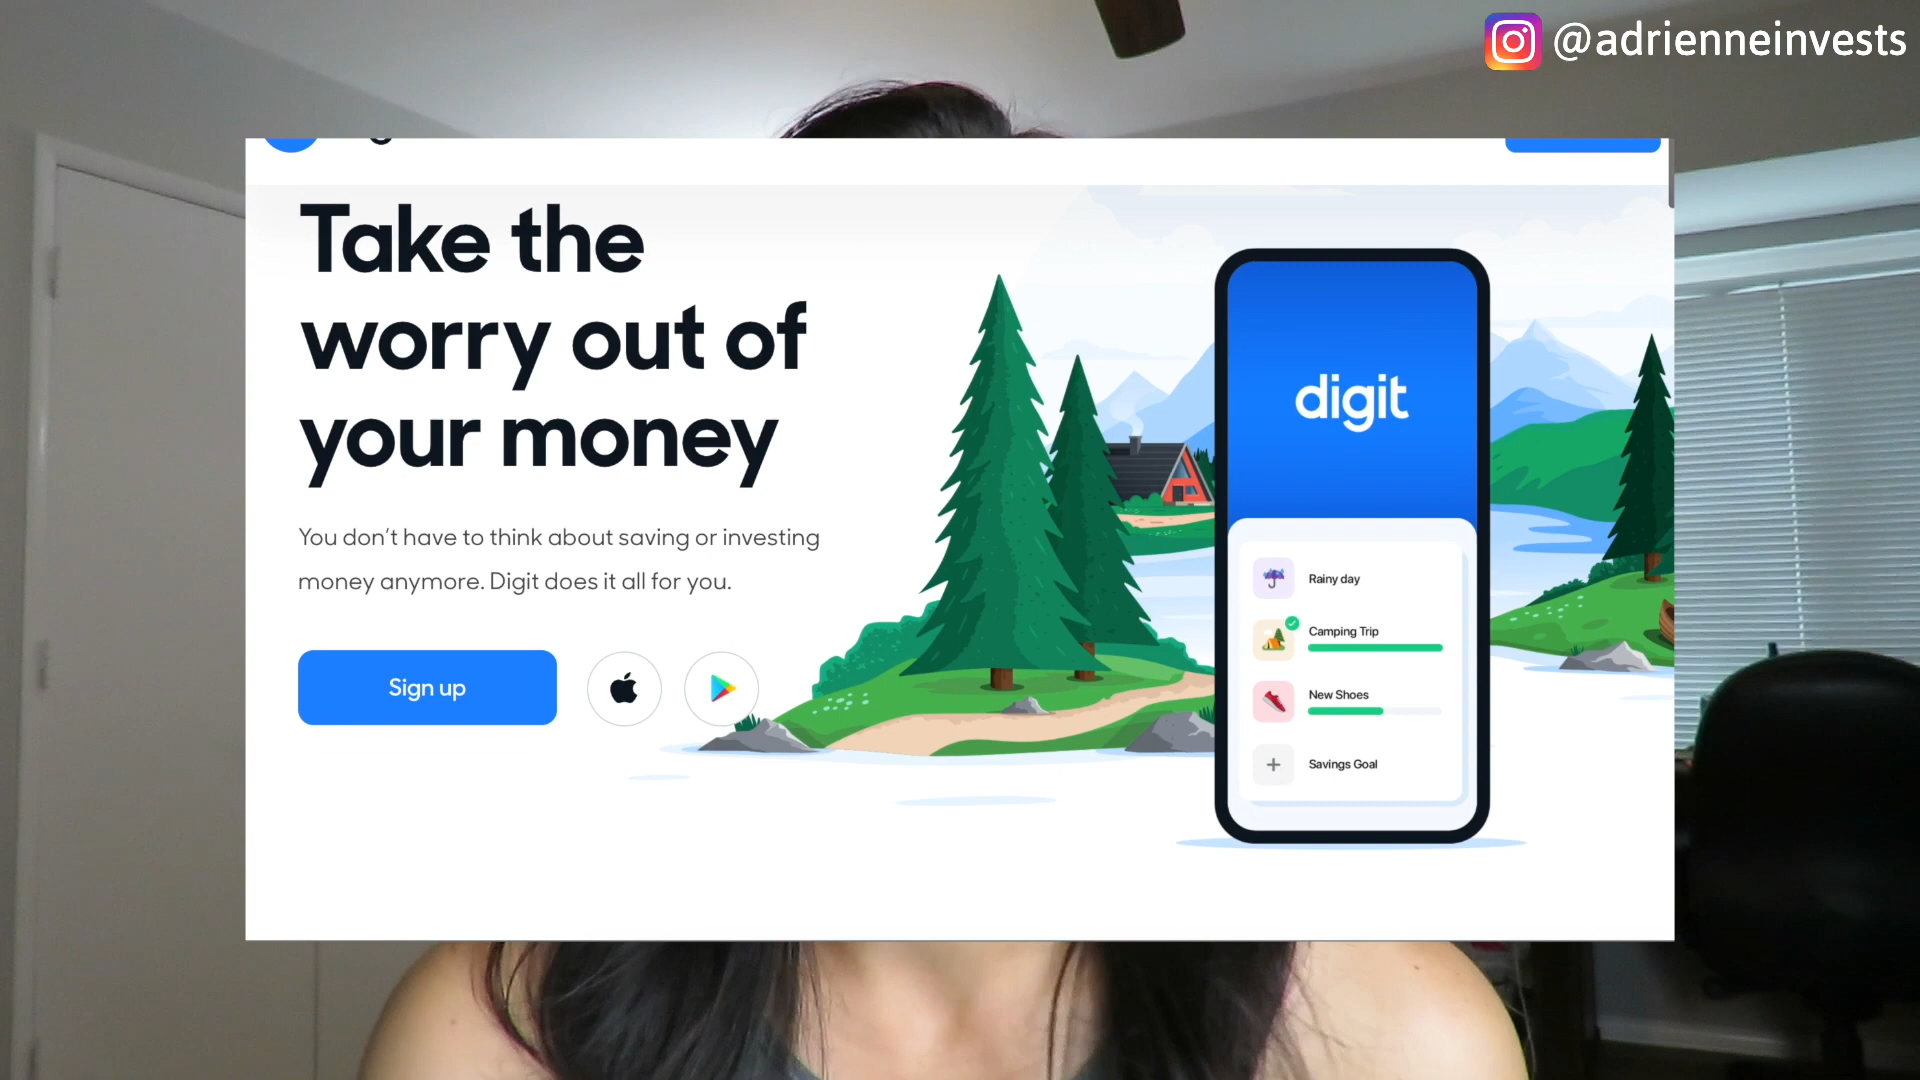 @adrienneinvests
Take the
worry out of
your money
You don't have to think about saving or investing
money anymore. Digit does it all for you.
Sign up
digit
Rainy day
Camping Trip
New Shoes
+ Savings Goal